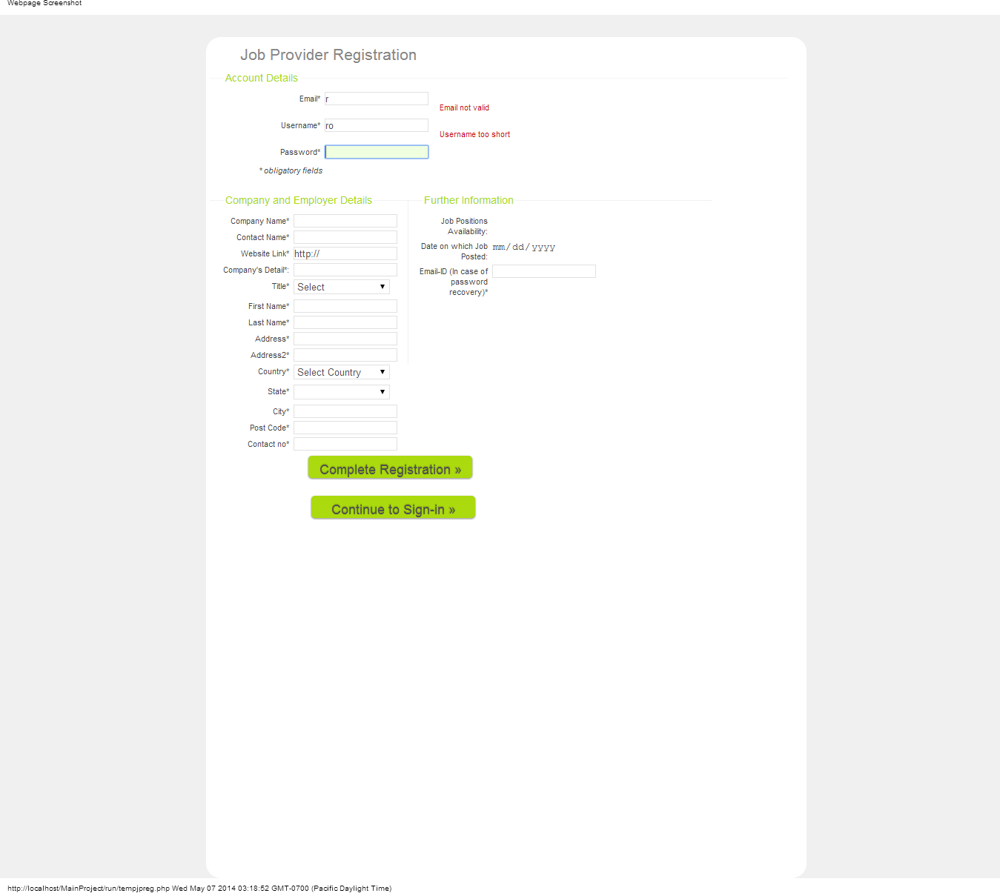 Webpage Screenshot
Job Provider Registration
Account Details
Email* r
Email not valid
Username* ro
Username too short
Password*
* obligatory fields
Company and Employer Details
Company Name*
Contact Name*
Website Link* http://
Company's Detail*:
Title* Select
First Name*
Last Name*
Address*
Address2*
Country* Select Country
State*
City*
Post Code*
Contact no*
Further Information
Job Positions
Availability:
Date on which Job mm/dd/yyyy
Posted:
Email-ID (In case of
password
recovery)*
Complete Registration »
Continue to Sign-in »
http://localhost/MainProject/run/tempjpreg.php Wed May 07 2014 03:18:52 GMT-0700 (Pacific Daylight Time)